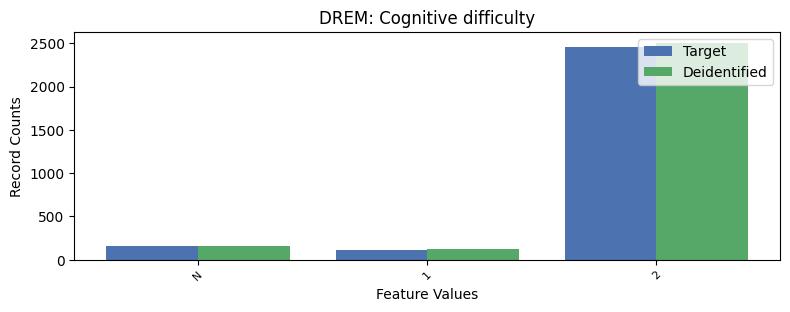 DREM: Cognitive difficulty
Record Counts
2500
2000
1500
1000
500
0
Target
Deidentified
N
1
2
Feature Values